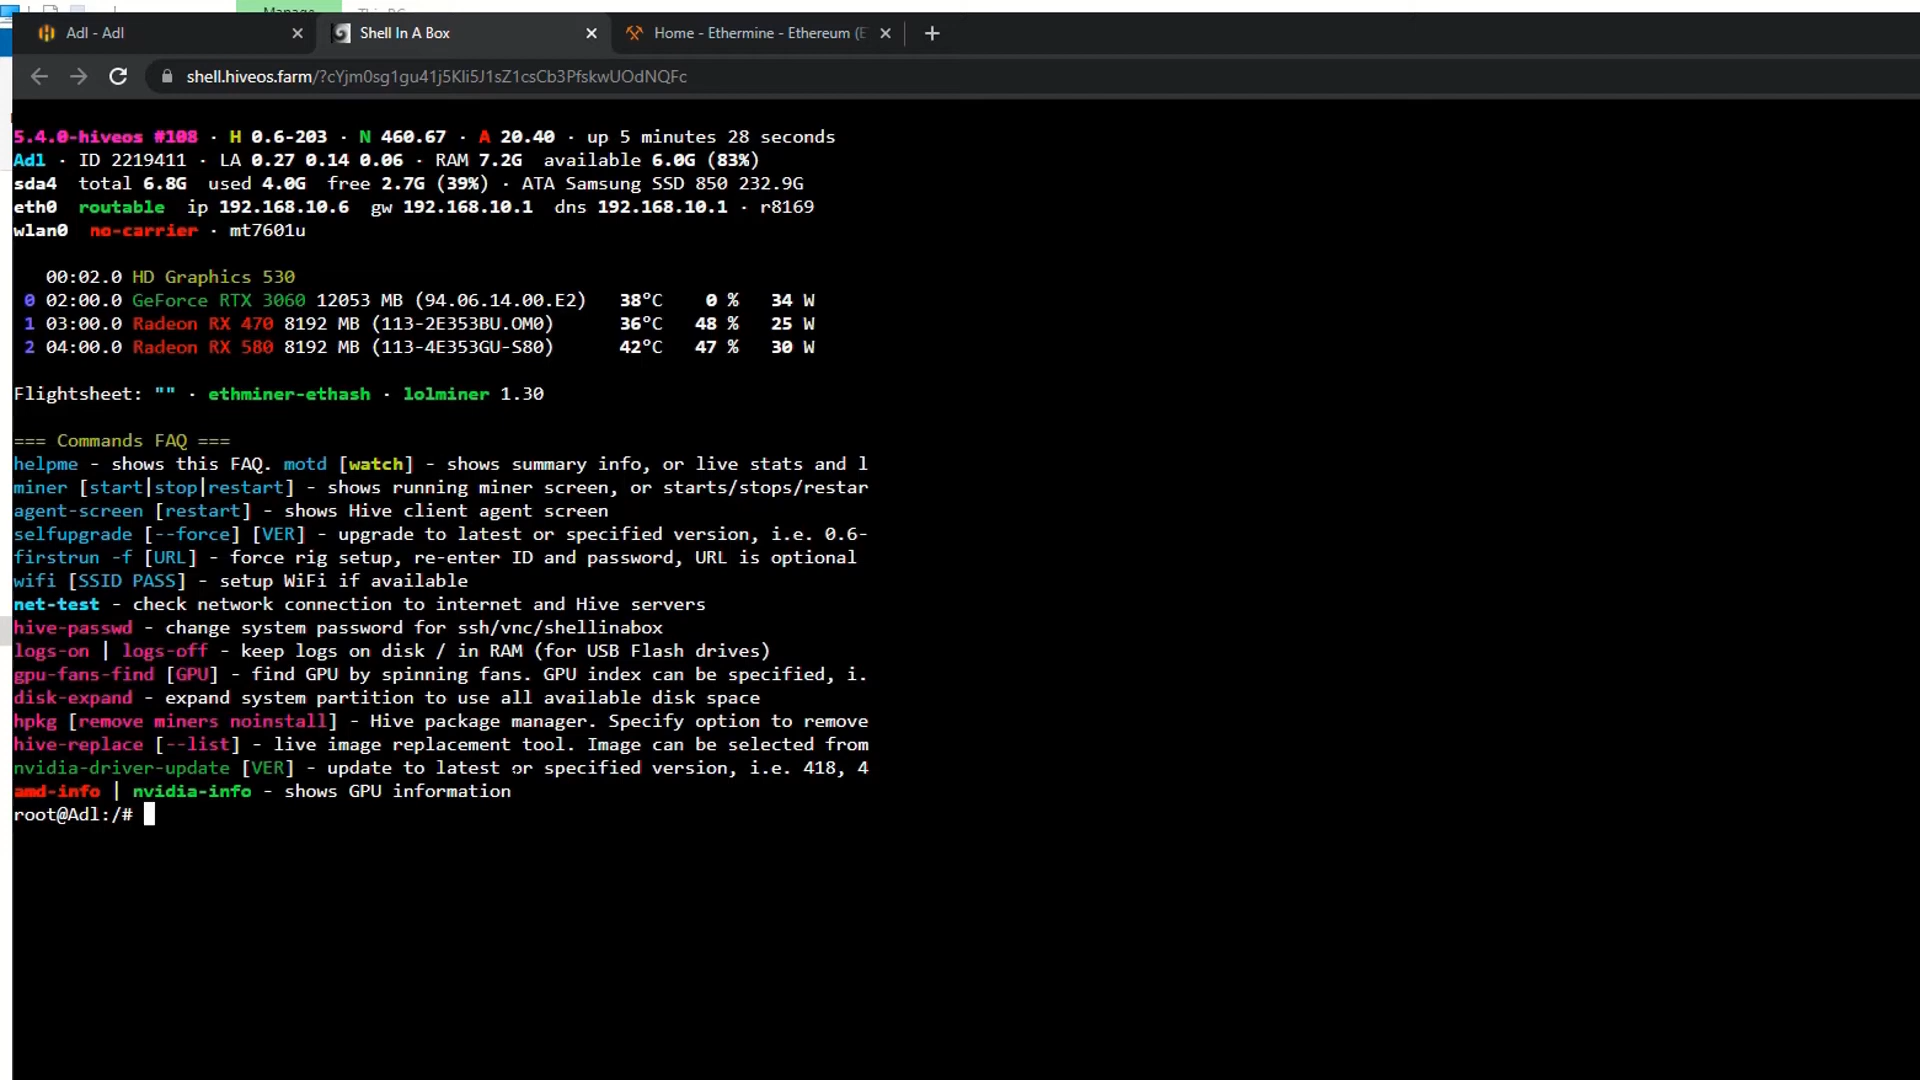 Adl - Adl
Shell In A Box
Home - Ethermine - Ethereum (E
shell.hiveos.farm/?cYjm0sg1gu41j5Kli5J1sZ1csCb3PfskwUOdNQFc
5.4.0-hiveos #108 · H 0.6-203 · N 460.67 · A 20.40 · up 5 minutes 28 seconds
Adl · ID 2219411 · LA 0.27 0.14 0.06 · RAM 7.2G available 6.0G (83%)
sda4 total 6.8G used 4.0G free 2.7G (39%) · ATA Samsung SSD 850 232.9G
eth0 routable ip 192.168.10.6 gw 192.168.10.1 dns 192.168.10.1 · r8169
wlan0 no-carrier · mt7601u
00:02.0 HD Graphics 530
0 02:00.0 GeForce RTX 3060 12053 MB (94.06.14.00.E2) 38°C 0 % 34 W
1 03:00.0 Radeon RX 470 8192 MB (113-2E353BU.OM0) 36°C 48 % 25 W
2 04:00.0 Radeon RX 580 8192 MB (113-4E353GU-S80) 42°C 47 % 30 W
Flightsheet: "" · ethminer-ethash · lolminer 1.30
=== Commands FAQ ===
helpme - shows this FAQ. motd [watch] - shows summary info, or live stats and l
miner [start|stop|restart] - shows running miner screen, or starts/stops/restar
agent-screen [restart] - shows Hive client agent screen
selfupgrade [--force] [VER] - upgrade to latest or specified version, i.e. 0.6-
firstrun -f [URL] - force rig setup, re-enter ID and password, URL is optional
wifi [SSID PASS] - setup WiFi if available
net-test - check network connection to internet and Hive servers
hive-passwd - change system password for ssh/vnc/shellinabox
logs-on | logs-off - keep logs on disk / in RAM (for USB Flash drives)
gpu-fans-find [GPU] - find GPU by spinning fans. GPU index can be specified, i.
disk-expand - expand system partition to use all available disk space
hpkg [remove miners noinstall] - Hive package manager. Specify option to remove
hive-replace [--list] - live image replacement tool. Image can be selected from
nvidia-driver-update [VER] - update to latest or specified version, i.e. 418, 4
amd-info | nvidia-info - shows GPU information
root@Adl:/#